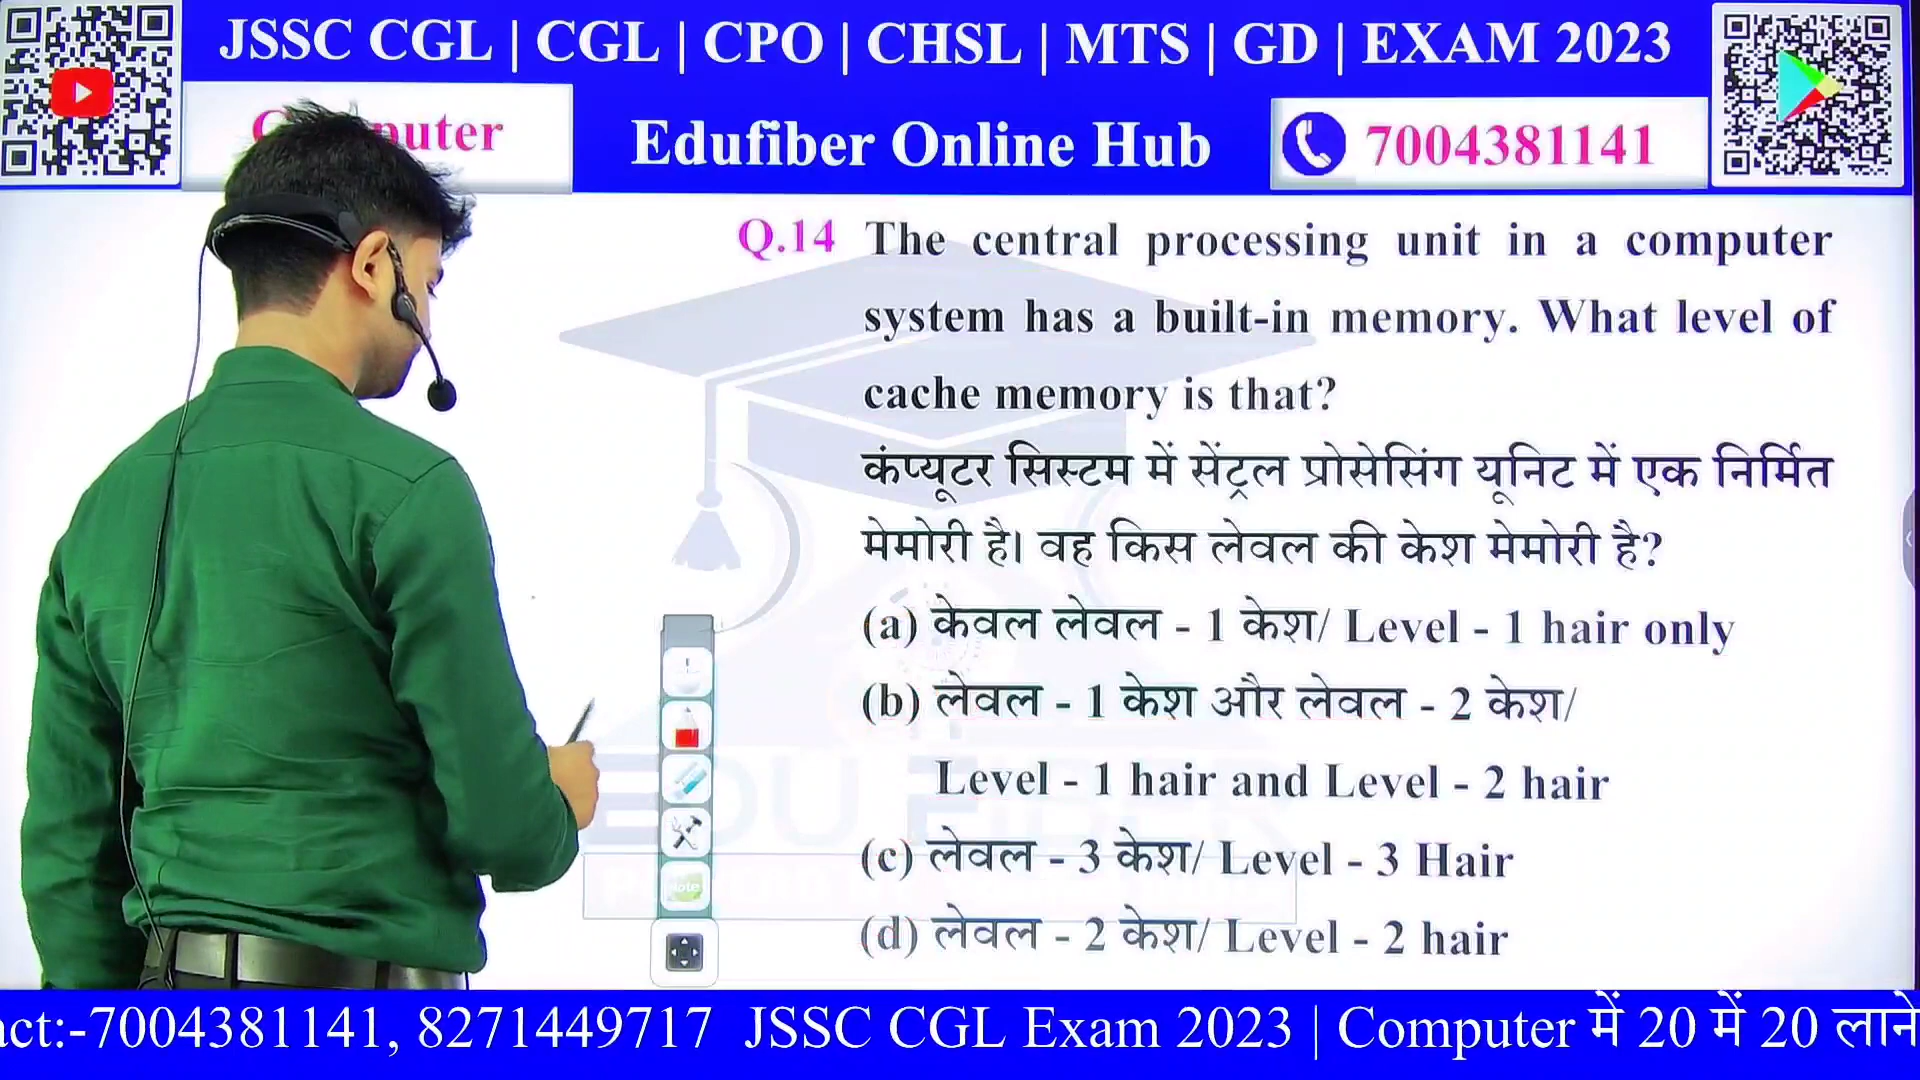 JSSC CGL | CGL | CPO | CHSL | MTS | GD | EXAM 2023
puter
Edufiber Online Hub
7004381141
Q.14 The central processing unit in a computer
system has a built-in memory. What level of
cache memory is that?
कंप्यूटर सिस्टम में सेंट्रल प्रोसेसिंग यूनिट में एक निर्मित
मेमोरी है। वह किस लेवल की केश मेमोरी है?
(a) केवल लेवल - 1 केश/ Level - 1 hair only
(b) लेवल - 1 केश और लेवल - 2 केश/
Level - 1 hair and Level - 2 hair
EDU FIBER
(c) लेवल - 3 केश/ Level - 3 Hair
(d) लेवल - 2 केश/ Level - 2 hair
act:-7004381141, 8271449717 JSSC CGL Exam 2023 | Computer में 20 में 20 लाने